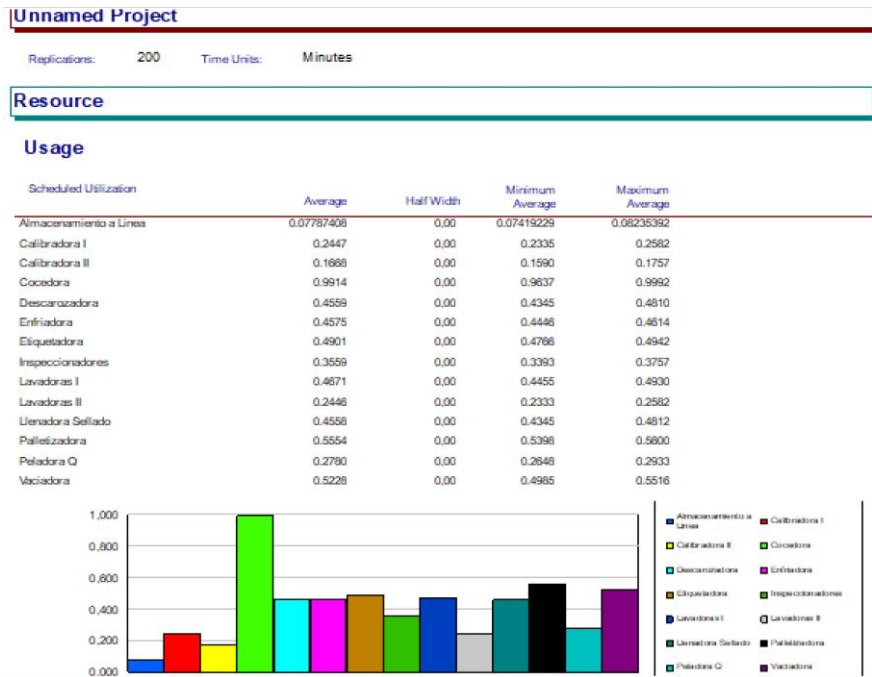 Unnamed Project
Replications: 200 Time Units: Minutes
Resource
Usage
Scheduled Utilization Average Half Width Minimum Average Maximum Average
Almacenamiento a Linea 0.07787408 0,00 0.07419229 0.08235392
Calibradora I 0.2447 0,00 0.2335 0.2582
Calibradora II 0.1668 0,00 0.1590 0.1757
Cocedora 0.9914 0,00 0.9637 0.9992
Descarozadora 0.4559 0,00 0.4345 0.4810
Enfriadora 0.4575 0,00 0.4446 0.4614
Etiquetadora 0.4901 0,00 0.4766 0.4942
Inspeccionadores 0.3559 0,00 0.3393 0.3757
Lavadoras I 0.4671 0,00 0.4455 0.4930
Lavadoras II 0.2446 0,00 0.2333 0.2582
Llenadora Sellado 0.4558 0,00 0.4345 0.4812
Palletizadora 0.5554 0,00 0.5398 0.5600
Peladora Q 0.2780 0,00 0.2648 0.2933
Vaciadora 0.5228 0,00 0.4985 0.5516
1,000
0,800
0,600
0,400
0,200
0,000
Almacenamiento a Linea Calibradora I
Calibradora II Cocedora
Descarozadora Enfriadora
Etiquetadora Inspeccionadores
Lavadoras I Lavadoras II
Llenadora Sellado Palletizadora
Peladora Q Vaciadora